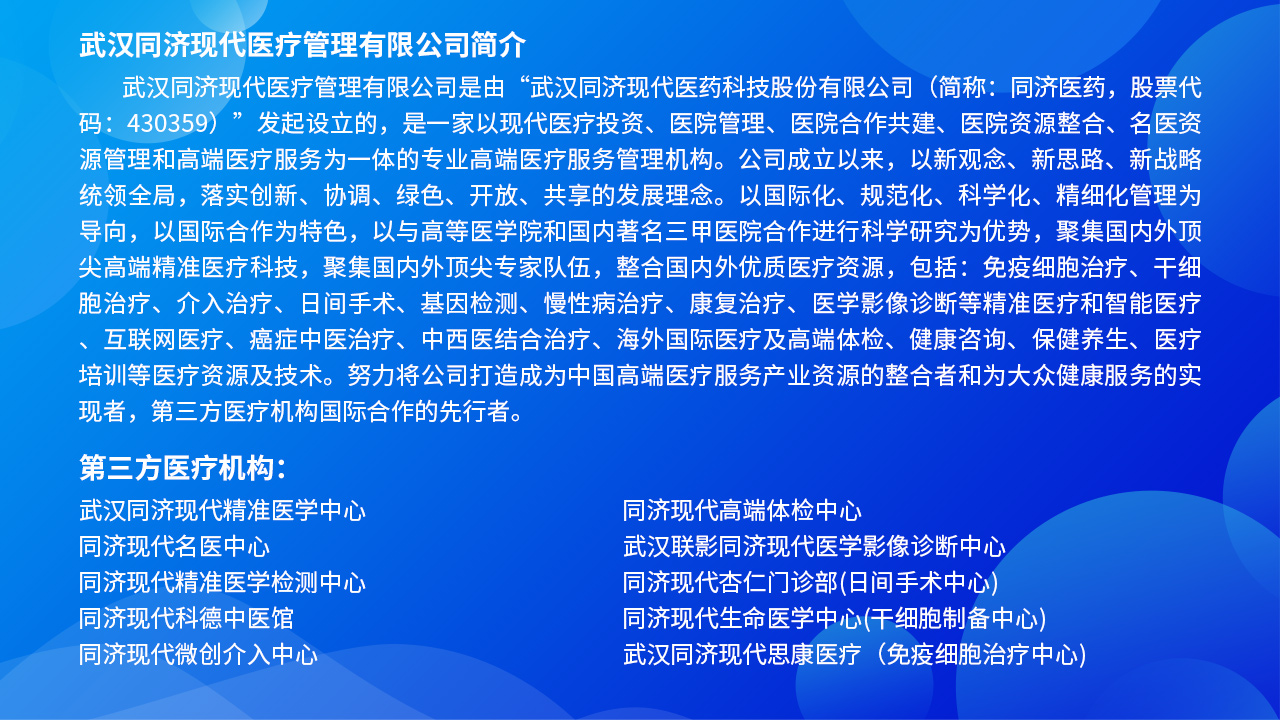 武汉同济现代医疗管理有限公司简介
武汉同济现代医疗管理有限公司是由“武汉同济现代医药科技股份有限公司（简称：同济医药，股票代
码：430359）”发起设立的，是一家以现代医疗投资、医院管理、医院合作共建、医院资源整合、名医资
源管理和高端医疗服务为一体的专业高端医疗服务管理机构。公司成立以来，以新观念、新思路、新战略
统领全局，落实创新、协调、绿色、开放、共享的发展理念。以国际化、规范化、科学化、精细化管理为
导向，以国际合作为特色，以与高等医学院和国内著名三甲医院合作进行科学研究为优势，聚集国内外顶
尖高端精准医疗科技，聚集国内外顶尖专家队伍，整合国内外优质医疗资源，包括：免疫细胞治疗、干细
胞治疗、介入治疗、日间手术、基因检测、慢性病治疗、康复治疗、医学影像诊断等精准医疗和智能医疗
、互联网医疗、癌症中医治疗、中西医结合治疗、海外国际医疗及高端体检、健康咨询、保健养生、医疗
培训等医疗资源及技术。努力将公司打造成为中国高端医疗服务产业资源的整合者和为大众健康服务的实
现者，第三方医疗机构国际合作的先行者。
第三方医疗机构：
武汉同济现代精准医学中心
同济现代名医中心
同济现代精准医学检测中心
同济现代科德中医馆
同济现代微创介入中心
同济现代高端体检中心
武汉联影同济现代医学影像诊断中心
同济现代杏仁门诊部(日间手术中心)
同济现代生命医学中心(干细胞制备中心)
武汉同济现代思康医疗（免疫细胞治疗中心)